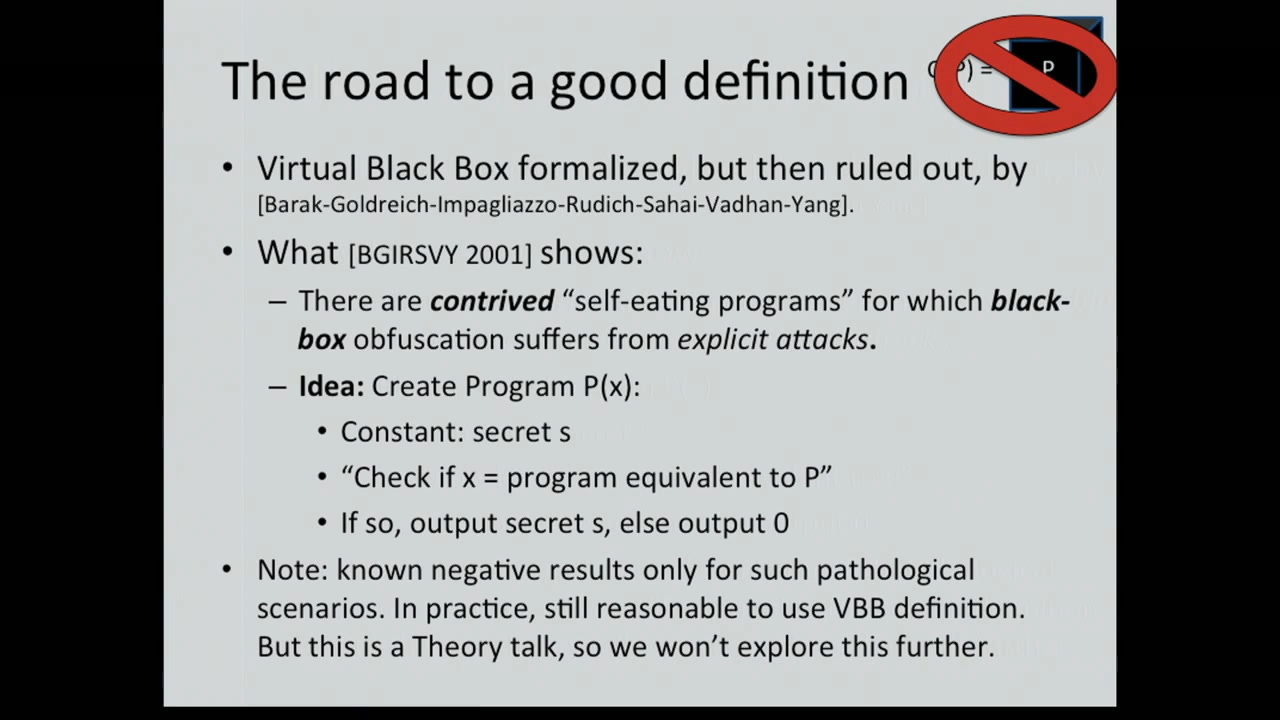 The road to a good definition
P) =
P
• Virtual Black Box formalized, but then ruled out, by
[Barak-Goldreich-Impagliazzo-Rudich-Sahai-Vadhan-Yang].
• What [BGIRSVY 2001] shows:
– There are contrived “self-eating programs” for which black-
box obfuscation suffers from explicit attacks.
– Idea: Create Program P(x):
• Constant: secret s
• “Check if x = program equivalent to P”
• If so, output secret s, else output 0
• Note: known negative results only for such pathological
scenarios. In practice, still reasonable to use VBB definition.
But this is a Theory talk, so we won’t explore this further.